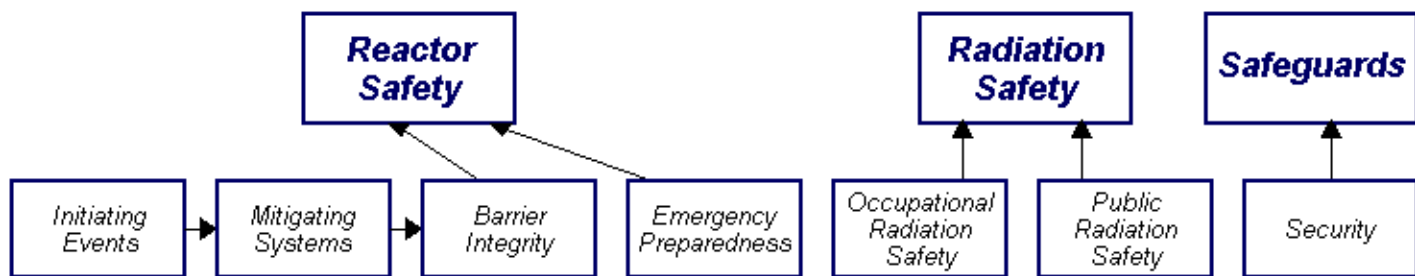 Reactor
Safety
Radiation
Safety
Safeguards
Initiating
Events
Mitigating
Systems
Barrier
Integrity
Emergency
Preparedness
Occupational
Radiation
Safety
Public
Radiation
Safety
Security